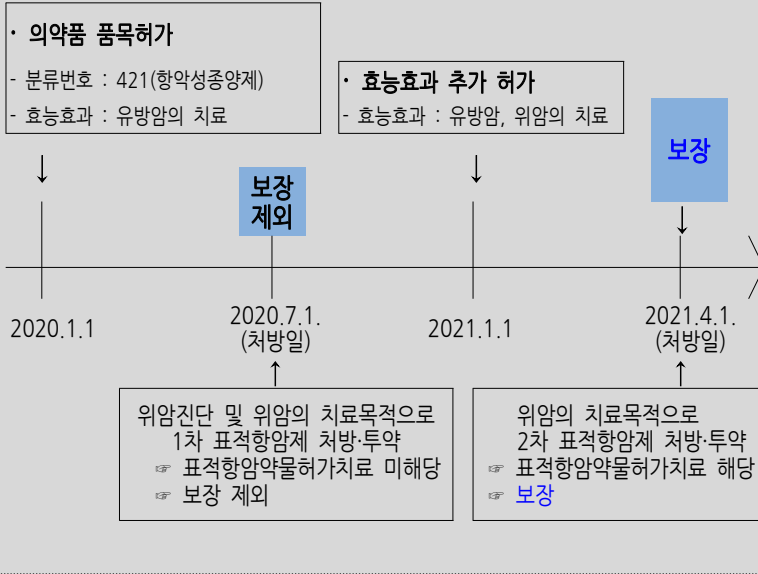 · 의약품 품목허가
- 분류번호 : 421(항악성종양제)
- 효능효과 : 유방암의 치료
· 효능효과 추가 허가
- 효능효과 : 유방암, 위암의 치료
보장
제외
보장
2020.1.1
2020.7.1.
(처방일)
2021.1.1
2021.4.1.
(처방일)
위암진단 및 위암의 치료목적으로
1차 표적항암제 처방·투약
☞ 표적항암약물허가치료 미해당
☞ 보장 제외
위암의 치료목적으로
2차 표적항암제 처방·투약
☞ 표적항암약물허가치료 해당
☞ 보장